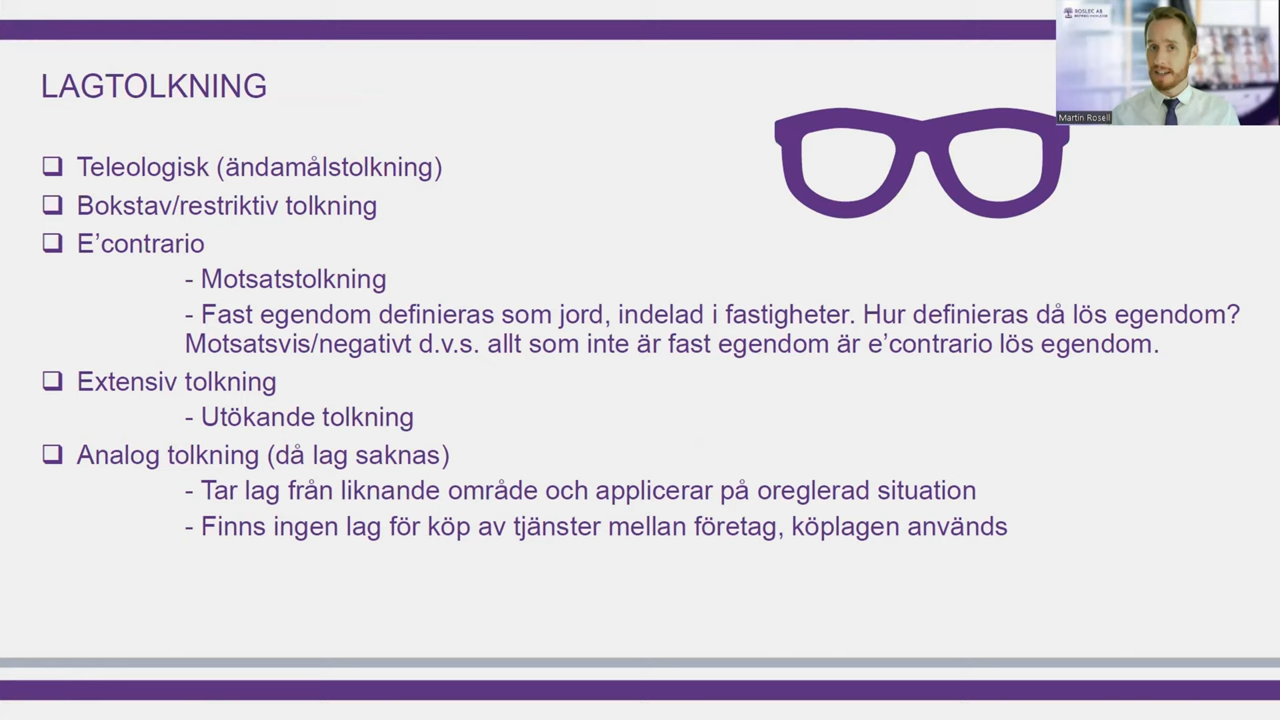 ROSLEC AB
LAGTOLKNING
Martin Rosell
❑ Teleologisk (ändamålstolkning)
❑ Bokstav/restriktiv tolkning
❑ E’contrario
- Motsatstolkning
- Fast egendom definieras som jord, indelad i fastigheter. Hur definieras då lös egendom?
Motsatsvis/negativt d.v.s. allt som inte är fast egendom är e’contrario lös egendom.
❑ Extensiv tolkning
- Utökande tolkning
❑ Analog tolkning (då lag saknas)
- Tar lag från liknande område och applicerar på oreglerad situation
- Finns ingen lag för köp av tjänster mellan företag, köplagen används